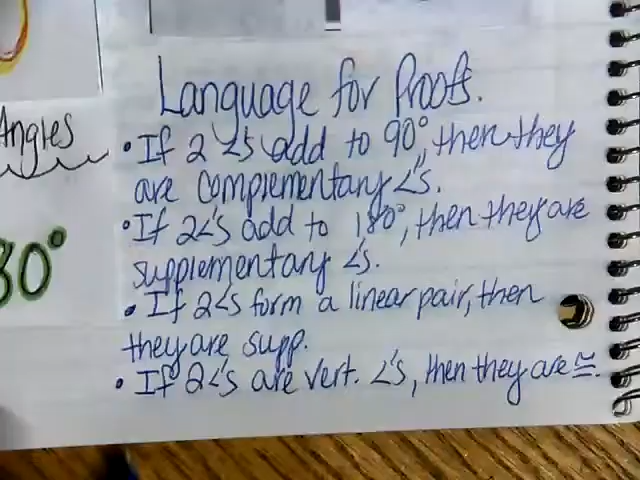 Language for Proofs.
Angles
• If 2 ∠'s add to 90°, then they
are complementary ∠'s.
• If 2∠'s add to 180°, then they are
supplementary ∠'s.
80°
• If 2∠'s form a linear pair, then
they are supp.
• If 2∠'s are vert. ∠'s, then they are ≅.